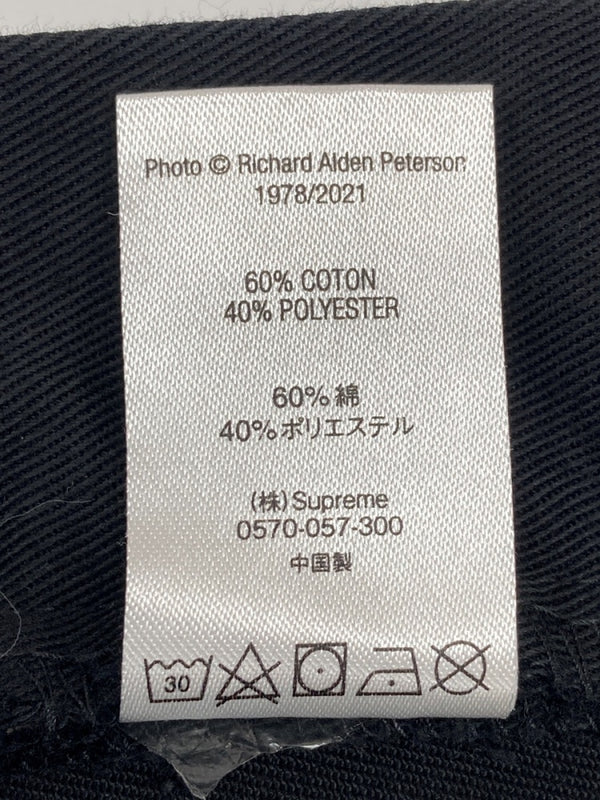 Photo © Richard Alden Peterson
1978/2021
60% COTON
40% POLYESTER
60%綿
40%ポリエステル
(株)Supreme
0570-057-300
中国製
30